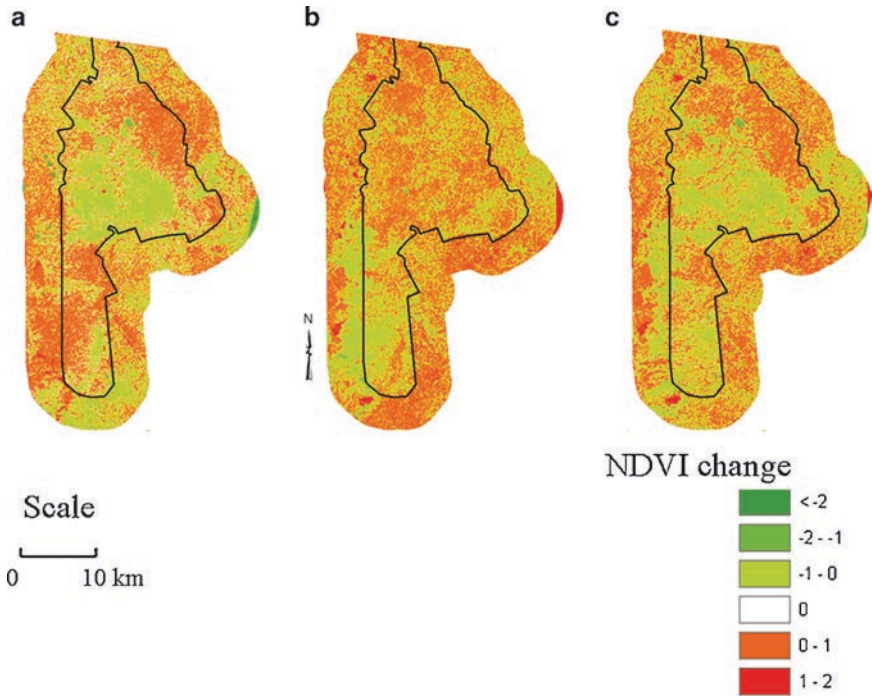 a
b
c
N
NDVI change
< -2
-2 - -1
-1 - 0
0
0 - 1
1 - 2
Scale
0 10 km